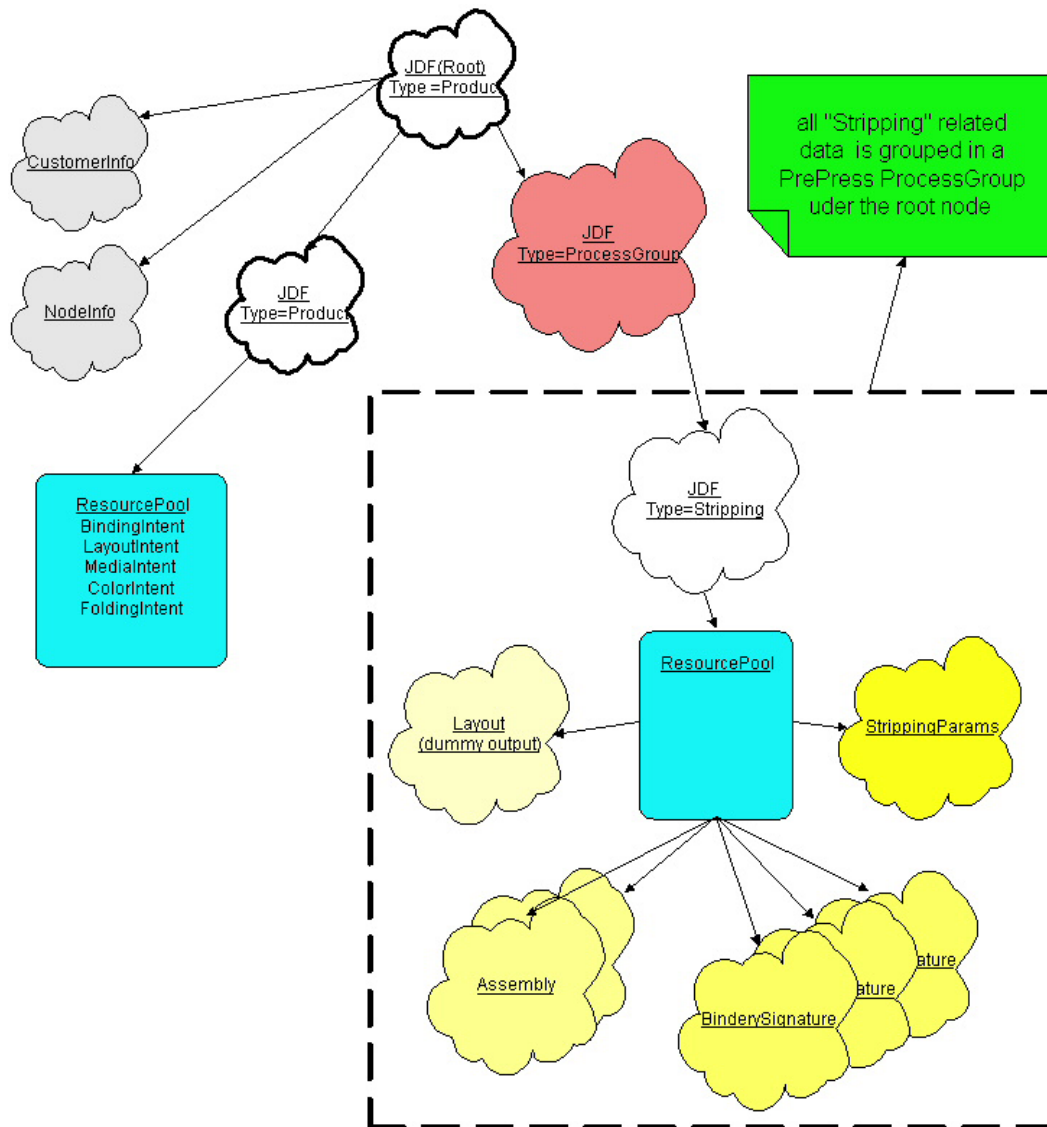 JDF(Root)
Type =Product
all "Stripping" related
data is grouped in a
PrePress ProcessGroup
uder the root node
CustomerInfo
JDF
Type=ProcessGroup
NodeInfo
JDF
Type=Product
JDF
Type=Stripping
ResourcePool
BindingIntent
LayoutIntent
MediaIntent
ColorIntent
FoldingIntent
ResourcePool
Layout
(dummy output)
StrippingParams
Assembly
BinderySignature
ature
ature